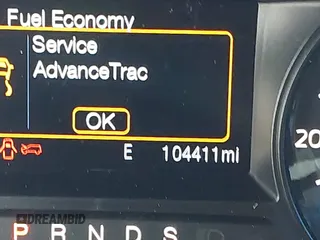 Fuel Economy
Service
AdvanceTrac
OK
E 104411mi
20
DREAMBID
P R N D S